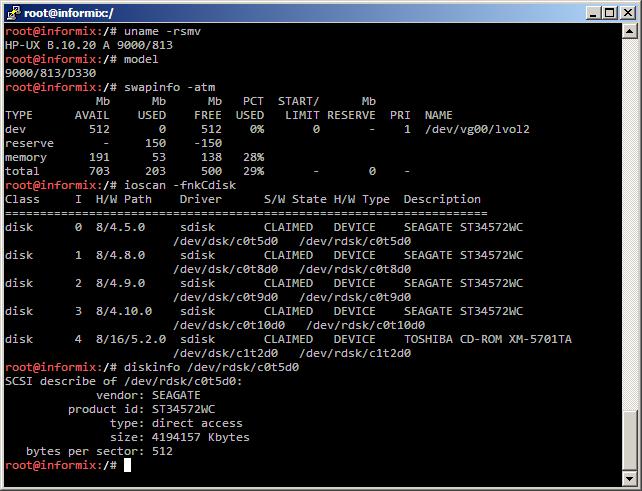 root@informix:/
root@informix:/# uname -rsmv
HP-UX B.10.20 A 9000/813
root@informix:/# model
9000/813/D330
root@informix:/# swapinfo -atm
Mb Mb Mb PCT START/ Mb
TYPE AVAIL USED FREE USED LIMIT RESERVE PRI NAME
dev 512 0 512 0% 0 - 1 /dev/vg00/lvol2
reserve - 150 -150
memory 191 53 138 28%
total 703 203 500 29% - 0 -
root@informix:/# ioscan -fnkCdisk
Class I H/W Path Driver S/W State H/W Type Description
=====================================================================
disk 0 8/4.5.0 sdisk CLAIMED DEVICE SEAGATE ST34572WC
/dev/dsk/c0t5d0 /dev/rdsk/c0t5d0
disk 1 8/4.8.0 sdisk CLAIMED DEVICE SEAGATE ST34572WC
/dev/dsk/c0t8d0 /dev/rdsk/c0t8d0
disk 2 8/4.9.0 sdisk CLAIMED DEVICE SEAGATE ST34572WC
/dev/dsk/c0t9d0 /dev/rdsk/c0t9d0
disk 3 8/4.10.0 sdisk CLAIMED DEVICE SEAGATE ST34572WC
/dev/dsk/c0t10d0 /dev/rdsk/c0t10d0
disk 4 8/16/5.2.0 sdisk CLAIMED DEVICE TOSHIBA CD-ROM XM-5701TA
/dev/dsk/c1t2d0 /dev/rdsk/c1t2d0
root@informix:/# diskinfo /dev/rdsk/c0t5d0
SCSI describe of /dev/rdsk/c0t5d0:
vendor: SEAGATE
product id: ST34572WC
type: direct access
size: 4194157 Kbytes
bytes per sector: 512
root@informix:/#